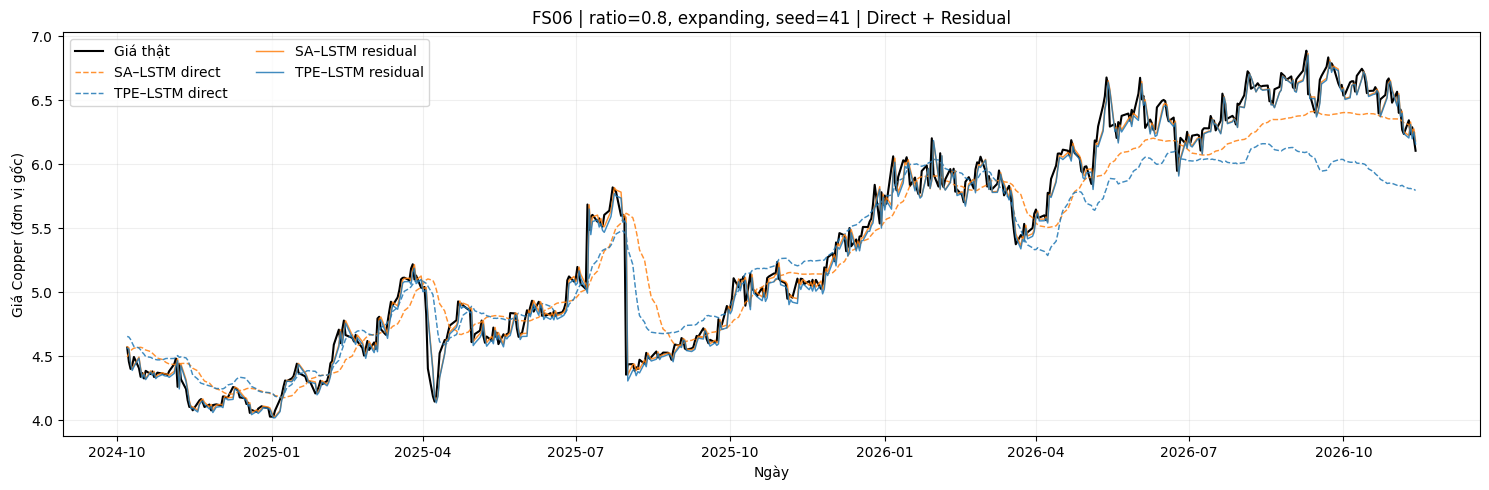 FS06 | ratio=0.8, expanding, seed=41 | Direct + Residual
Giá thật
SA–LSTM direct
TPE–LSTM direct
SA–LSTM residual
TPE–LSTM residual
Giá Copper (đơn vị gốc)
7.0
6.5
6.0
5.5
5.0
4.5
4.0
2024-10
2025-01
2025-04
2025-07
2025-10
2026-01
2026-04
2026-07
2026-10
Ngày